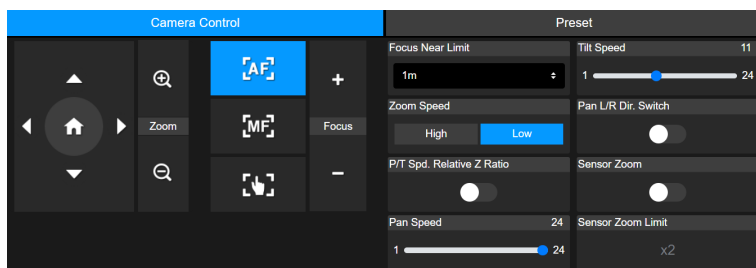 Camera Control
Preset
AF
MF
Zoom
+
Focus
−
Focus Near Limit
1m
Tilt Speed 11
1 24
Zoom Speed
High Low
Pan L/R Dir. Switch
P/T Spd. Relative Z Ratio
Sensor Zoom
Pan Speed 24
1 24
Sensor Zoom Limit
x2